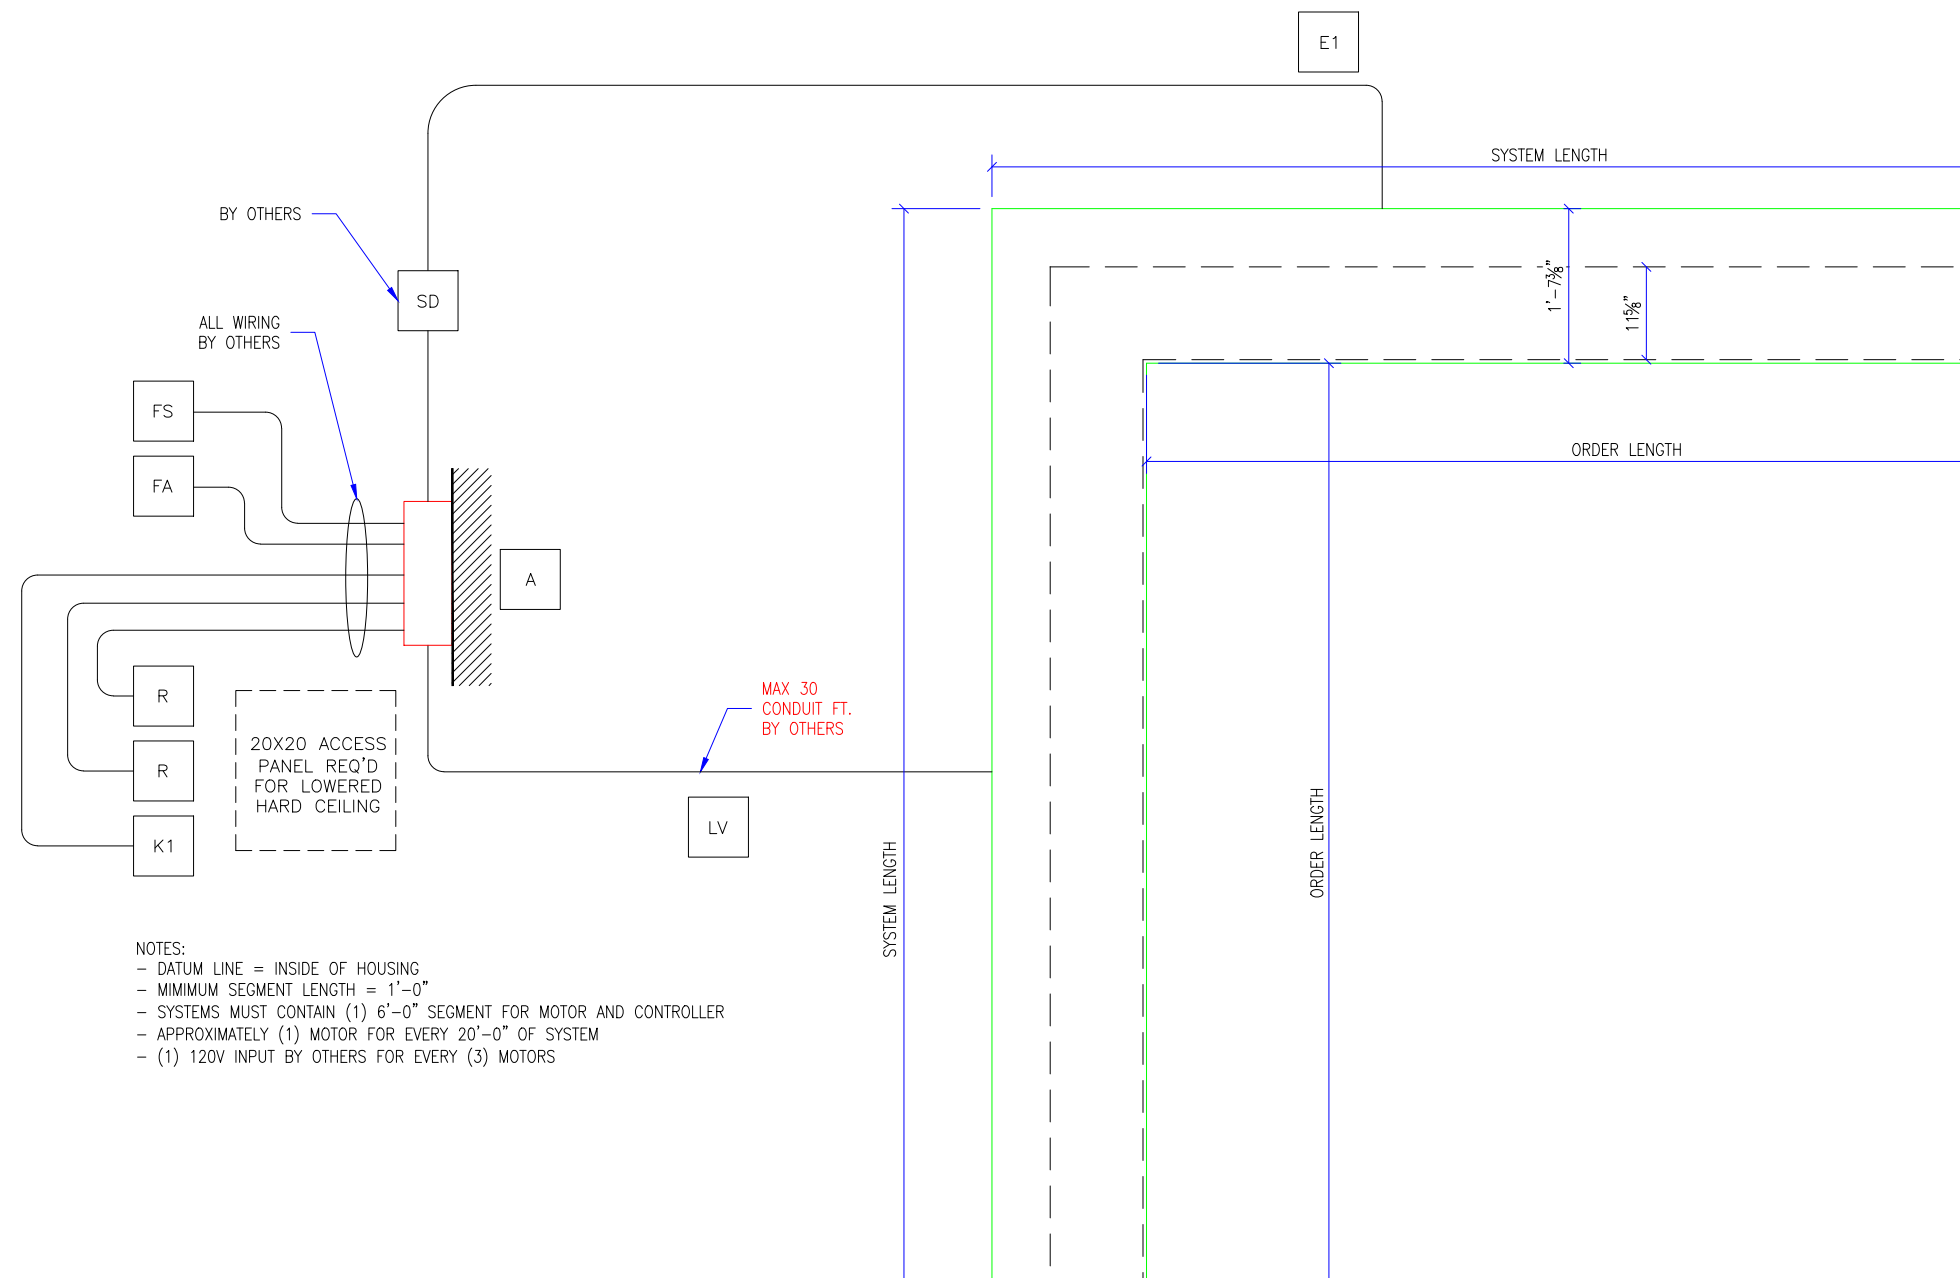 E1
SYSTEM LENGTH
BY OTHERS
SD
1'-7⅜"
11⅝"
ALL WIRING
BY OTHERS
FS
FA
ORDER LENGTH
A
R
MAX 30
CONDUIT FT.
BY OTHERS
20X20 ACCESS
PANEL REQ'D
FOR LOWERED
HARD CEILING
R
K1
LV
SYSTEM LENGTH
ORDER LENGTH
NOTES:
- DATUM LINE = INSIDE OF HOUSING
- MIMIMUM SEGMENT LENGTH = 1'-0"
- SYSTEMS MUST CONTAIN (1) 6'-0" SEGMENT FOR MOTOR AND CONTROLLER
- APPROXIMATELY (1) MOTOR FOR EVERY 20'-0" OF SYSTEM
- (1) 120V INPUT BY OTHERS FOR EVERY (3) MOTORS